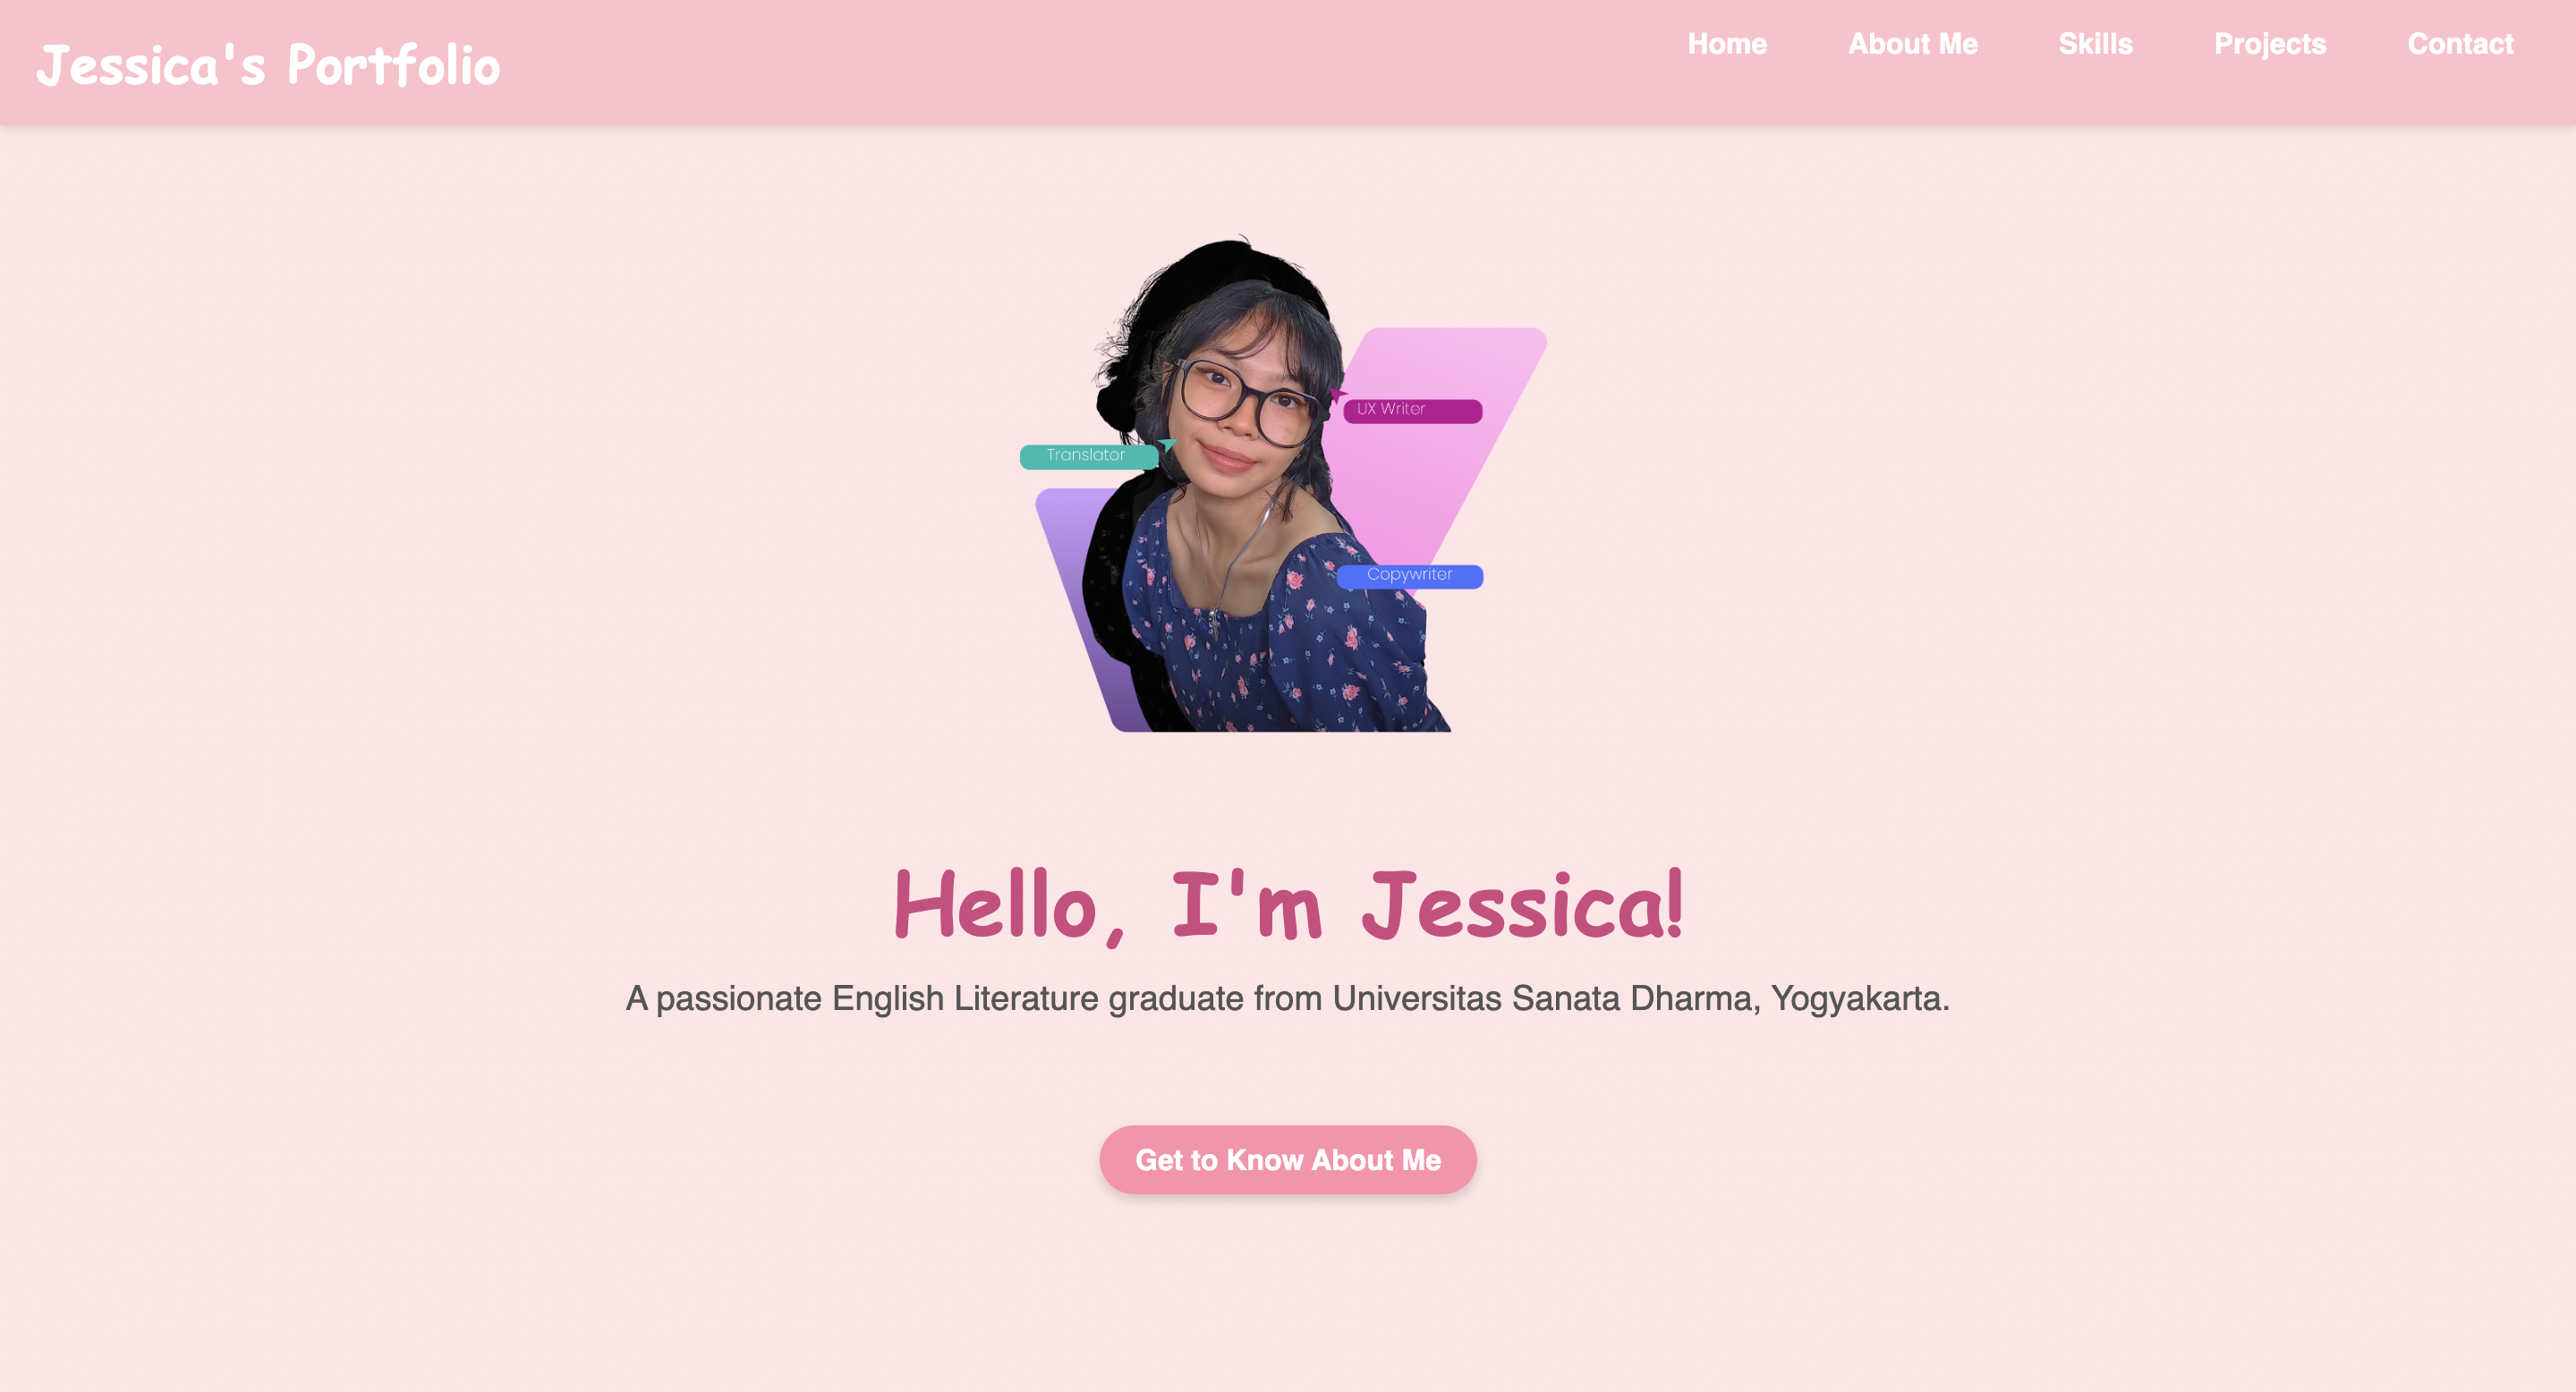 Jessica's Portfolio
Home About Me Skills Projects Contact
UX Writer
Translator
Copywriter
Hello, I'm Jessica!
A passionate English Literature graduate from Universitas Sanata Dharma, Yogyakarta.
Get to Know About Me